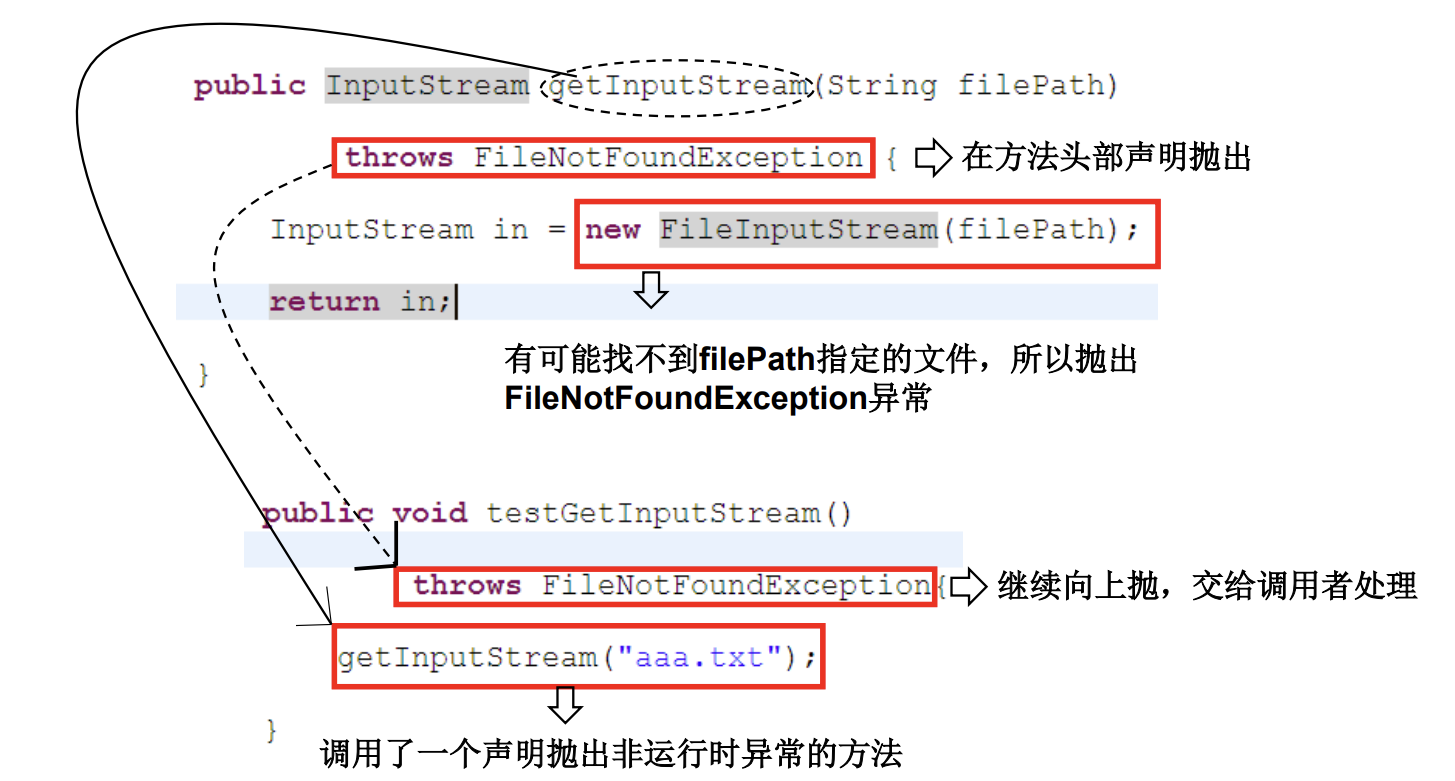 public InputStream getInputStream(String filePath)
throws FileNotFoundException { 在方法头部声明抛出
InputStream in = new FileInputStream(filePath);
return in;
有可能找不到filePath指定的文件，所以抛出
FileNotFoundException异常
}
public void testGetInputStream()
throws FileNotFoundException{ 继续向上抛，交给调用者处理
getInputStream("aaa.txt");
}
调用了一个声明抛出非运行时异常的方法